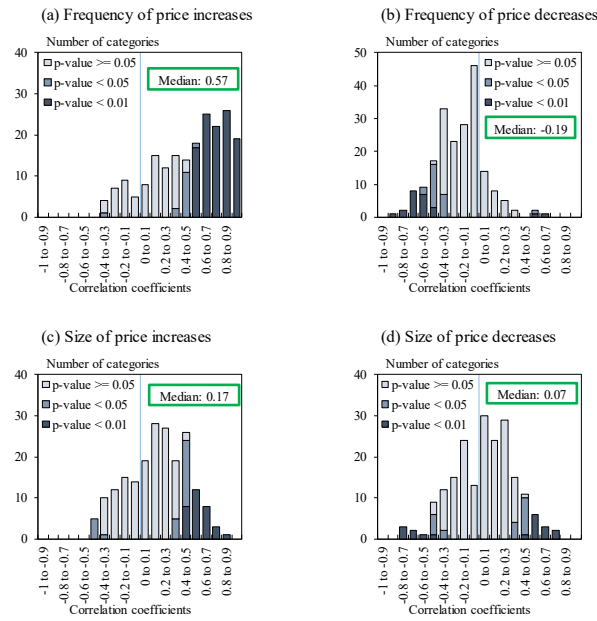 (a) Frequency of price increases
Number of categories
40
30
20
10
0
p-value >= 0.05
p-value < 0.05
p-value < 0.01
Median: 0.57
-1 to -0.9
-0.8 to -0.7
-0.6 to -0.5
-0.4 to -0.3
-0.2 to -0.1
0 to 0.1
0.2 to 0.3
0.4 to 0.5
0.6 to 0.7
0.8 to 0.9
Correlation coefficients
(b) Frequency of price decreases
Number of categories
50
40
30
20
10
0
p-value >= 0.05
p-value < 0.05
p-value < 0.01
Median: -0.19
-1 to -0.9
-0.8 to -0.7
-0.6 to -0.5
-0.4 to -0.3
-0.2 to -0.1
0 to 0.1
0.2 to 0.3
0.4 to 0.5
0.6 to 0.7
0.8 to 0.9
Correlation coefficients
(c) Size of price increases
Number of categories
40
30
20
10
0
p-value >= 0.05
p-value < 0.05
p-value < 0.01
Median: 0.17
-1 to -0.9
-0.8 to -0.7
-0.6 to -0.5
-0.4 to -0.3
-0.2 to -0.1
0 to 0.1
0.2 to 0.3
0.4 to 0.5
0.6 to 0.7
0.8 to 0.9
Correlation coefficients
(d) Size of price decreases
Number of categories
40
30
20
10
0
p-value >= 0.05
p-value < 0.05
p-value < 0.01
Median: 0.07
-1 to -0.9
-0.8 to -0.7
-0.6 to -0.5
-0.4 to -0.3
-0.2 to -0.1
0 to 0.1
0.2 to 0.3
0.4 to 0.5
0.6 to 0.7
0.8 to 0.9
Correlation coefficients